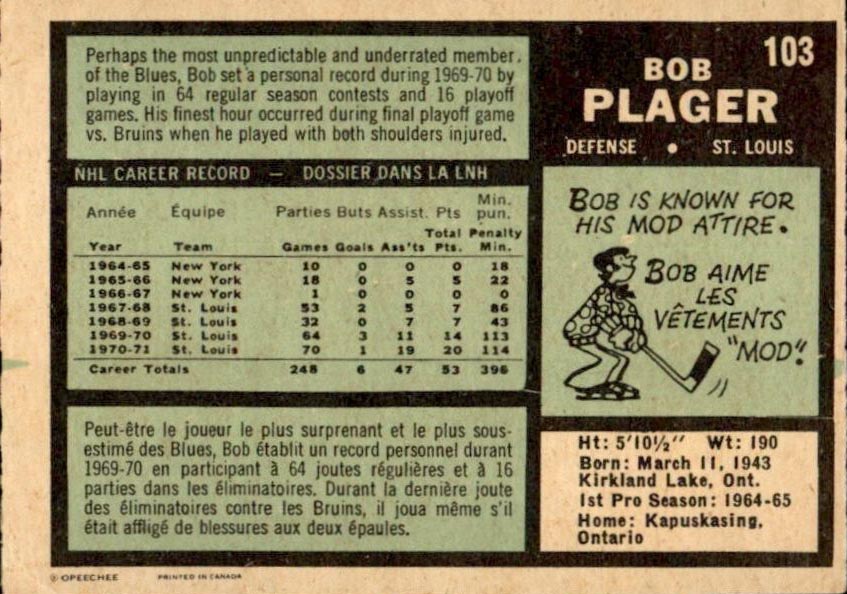 Perhaps the most unpredictable and underrated member
of the Blues, Bob set a personal record during 1969-70 by
playing in 64 regular season contests and 16 playoff
games. His finest hour occurred during final playoff game
vs. Bruins when he played with both shoulders injured.
103
BOB
PLAGER
DEFENSE • ST. LOUIS
NHL CAREER RECORD — DOSSIER DANS LA LNH
Année Équipe Parties Buts Assist. Pts Min. pun.
Year Team Games Goals Ass'ts Total Pts. Penalty Min.
1964-65 New York 10 0 0 0 18
1965-66 New York 18 0 5 5 22
1966-67 New York 1 0 0 0 0
1967-68 St. Louis 53 2 5 7 86
1968-69 St. Louis 32 0 7 7 43
1969-70 St. Louis 64 3 11 14 113
1970-71 St. Louis 70 1 19 20 114
Career Totals 248 6 47 53 396
BOB IS KNOWN FOR
HIS MOD ATTIRE.
BOB AIME
LES
VÊTEMENTS
"MOD"!
Peut-être le joueur le plus surprenant et le plus sous-
estimé des Blues, Bob établit un record personnel durant
1969-70 en participant à 64 joutes régulières et à 16
parties dans les éliminatoires. Durant la dernière joute
des éliminatoires contre les Bruins, il joua même s'il
était affligé de blessures aux deux épaules.
Ht: 5'10½" Wt: 190
Born: March 11, 1943
Kirkland Lake, Ont.
1st Pro Season: 1964-65
Home: Kapuskasing,
Ontario
© OPEECHEE PRINTED IN CANADA